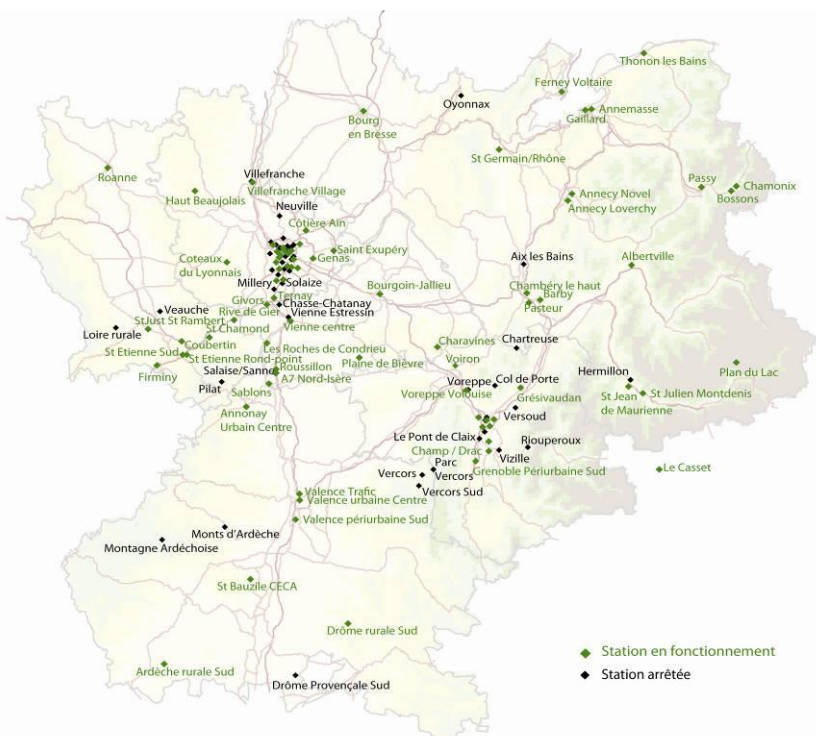 Thonon les Bains
Ferney Voltaire
Oyonnax
Annemasse
Gaillard
Bourg
en Bresse
St Germain/Rhône
Roanne
Villefranche
Villefranche Village
Haut Beaujolais
Passy
Chamonix
Bossons
Annecy Novel
Annecy Loverchy
Neuville
Côtière Ain
Saint Exupéry
Genas
Coteaux
du Lyonnais
Aix les Bains
Albertville
Millery
Solaize
Bourgoin-Jallieu
Chambéry le haut
Barby
Pasteur
Ternay
Givors
Chasse-Chatanay
Rive de Gier
Vienne Estressin
Veauche
StJust St Rambert
St Chamond
Vienne centre
Loire rurale
Coubertin
Les Roches de Condrieu
Charavines
Chartreuse
St Etienne Sud
St Etienne Rond-point
Roussillon
Plaine de Bièvre
Voiron
Plan du Lac
Firminy
Salaise/Sanne
A7 Nord-Isère
Voreppe
Col de Porte
Hermillon
Pilat
Sablons
Voreppe Volouise
Grésivaudan
St Jean
de Maurienne
St Julien Montdenis
Annonay
Urbain Centre
Versoud
Le Pont de Claix
Riouperoux
Champ / Drac
Vizille
Parc
Vercors
Vercors
Grenoble Périurbaine Sud
Le Casset
Vercors Sud
Valence Trafic
Valence urbaine Centre
Valence périurbaine Sud
Monts d'Ardèche
Montagne Ardéchoise
St Bauzile CECA
Drôme rurale Sud
Station en fonctionnement
Ardèche rurale Sud
Station arrêtée
Drôme Provençale Sud